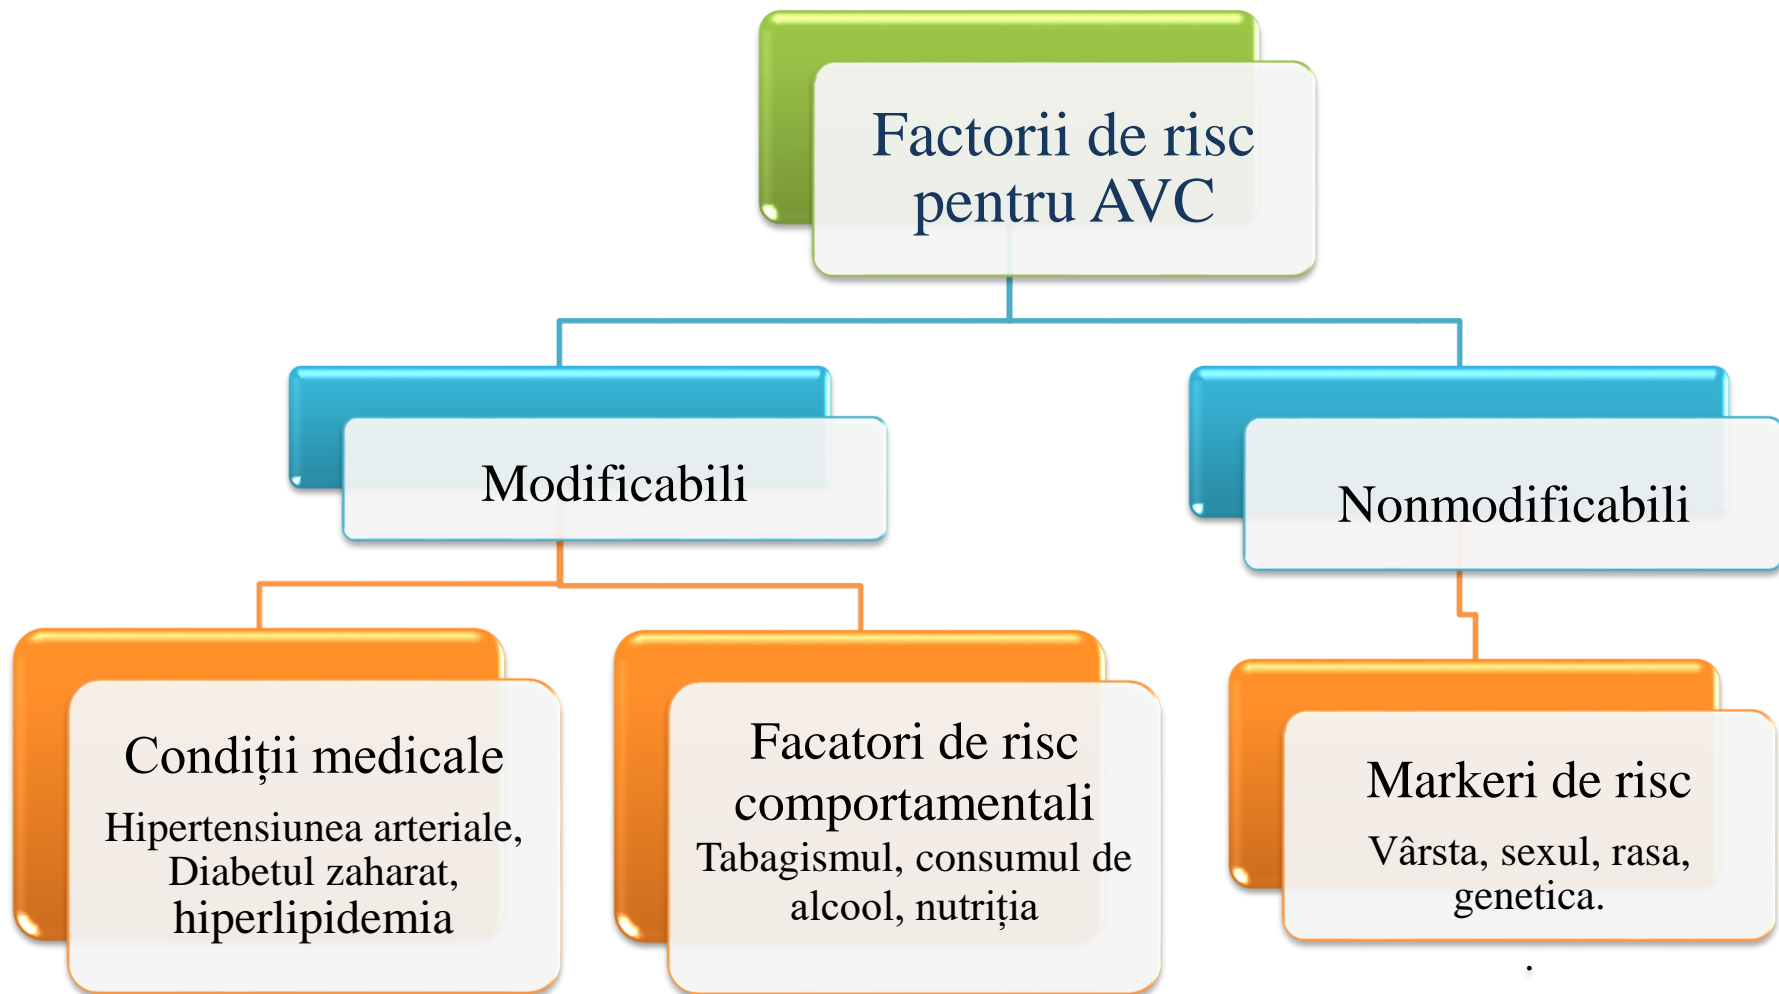 Factorii de risc
pentru AVC
Modificabili
Nonmodificabili
Condiții medicale
Hipertensiunea arteriale,
Diabetul zaharat,
hiperlipidemia
Facatori de risc
comportamentali
Tabagismul, consumul de
alcool, nutriția
Markeri de risc
Vârsta, sexul, rasa,
genetica.
.